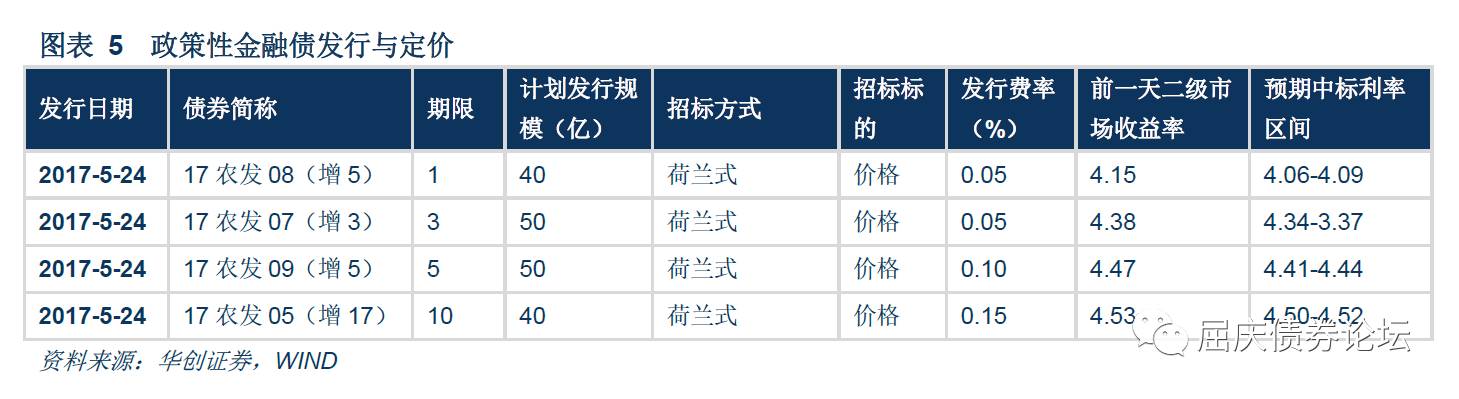 图表 5 政策性金融债发行与定价
发行日期 债券简称 期限 计划发行规模（亿） 招标方式 招标标的 发行费率（%） 前一天二级市场收益率 预期中标利率区间
2017-5-24 17 农发 08（增 5） 1 40 荷兰式 价格 0.05 4.15 4.06-4.09
2017-5-24 17 农发 07（增 3） 3 50 荷兰式 价格 0.05 4.38 4.34-3.37
2017-5-24 17 农发 09（增 5） 5 50 荷兰式 价格 0.10 4.47 4.41-4.44
2017-5-24 17 农发 05（增 17） 10 40 荷兰式 价格 0.15 4.53 4.50-4.52
屈庆债券论坛
资料来源：华创证券，WIND